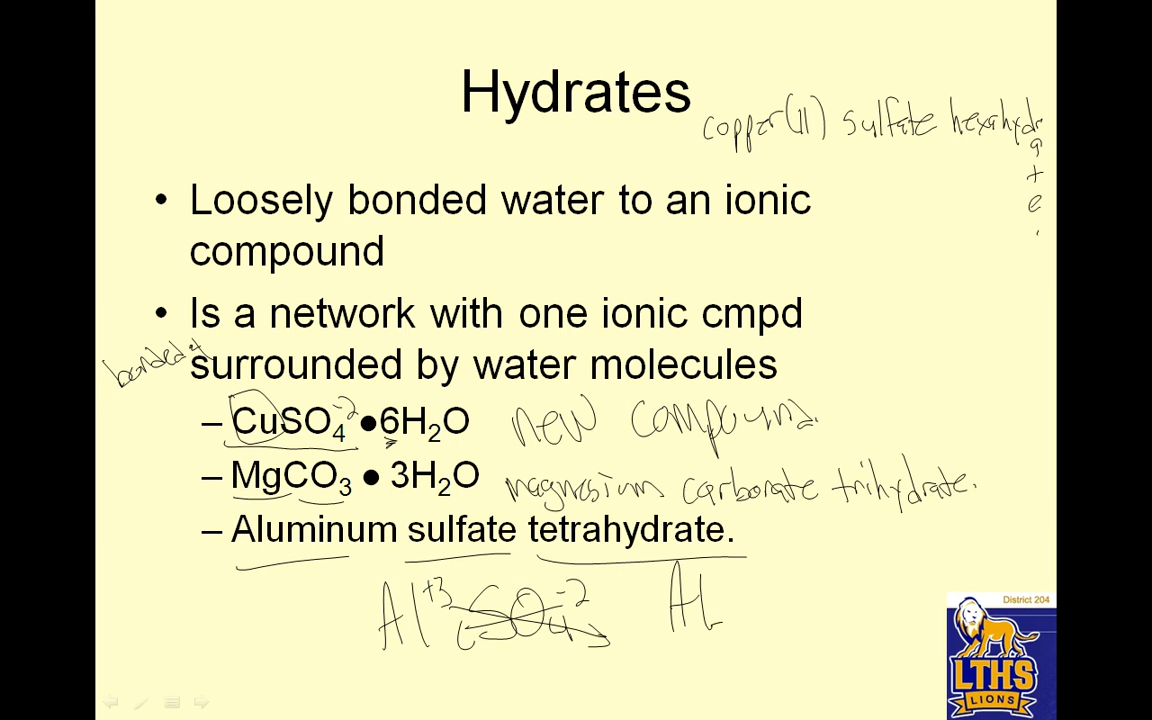 Hydrates
copper(II) sulfate hexahydrate.
• Loosely bonded water to an ionic
compound
• Is a network with one ionic cmpd
surrounded by water molecules
bonded
– CuSO₄⁻² ●6H₂O new compound.
– MgCO₃ ● 3H₂O magnesium carbonate trihydrate.
– Aluminum sulfate tetrahydrate.
Al⁺³ SO₄⁻² Al
District 204
LTHS
LIONS